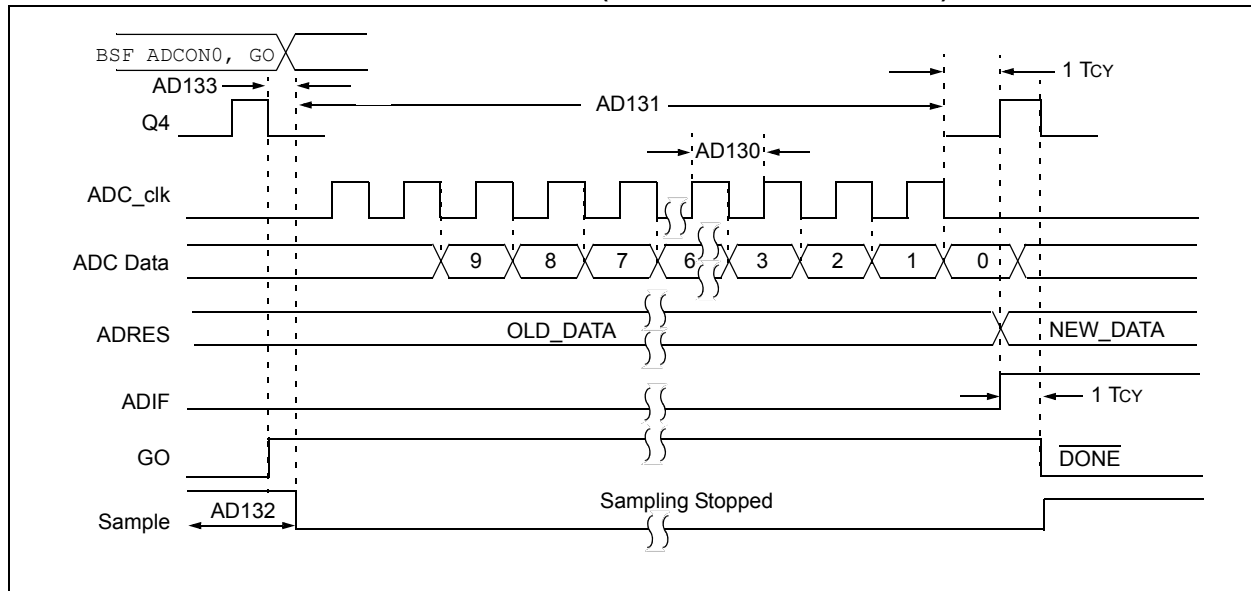 BSF ADCON0, GO
1 TCY
AD133
AD131
Q4
AD130
ADC_clk
ADC Data
9 8 7 6 3 2 1 0
ADRES
OLD_DATA
NEW_DATA
ADIF
1 TCY
GO
DONE
Sample
AD132
Sampling Stopped